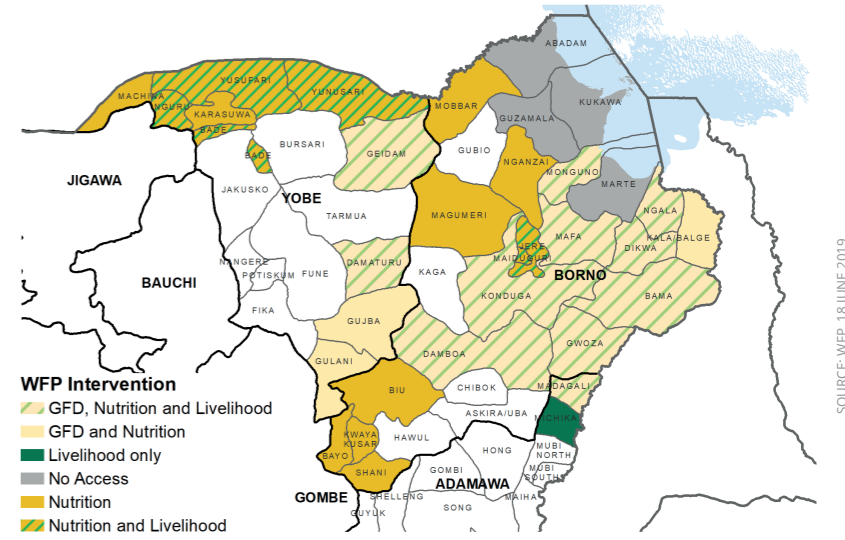 ABADAM
YUSUFARI
MACHINA
YUNUSARI
NGURU
KARASUWA
MOBBAR
KUKAWA
GUZAMALA
BADE
BURSARI
GUBIO
BADE
GEIDAM
NGANZAI
MONGUNO
JIGAWA
MARTE
JAKUSKO
YOBE
NGALA
TARMUA
MAGUMERI
MAFA
KALA/BALGE
JERE
DIKWA
NANGERE
DAMATURU
MAIDUGURI
POTISKUM
FUNE
KAGA
BORNO
BAUCHI
KONDUGA
BAMA
FIKA
GUJBA
GWOZA
DAMBOA
GULANI
MADAGALI
BIU
CHIBOK
ASKIRA/UBA
MICHIKA
KWAYA
KUSAR
HAWUL
HONG
MUBI
NORTH
BAYO
SHANI
GOMBI
MUBI
SOUTH
GOMBE
ADAMAWA
SHELLENG
MAIHA
GUYUK
SONG
WFP Intervention
GFD, Nutrition and Livelihood
GFD and Nutrition
Livelihood only
No Access
Nutrition
Nutrition and Livelihood
SOURCE: WFP 18 JUNE 2019